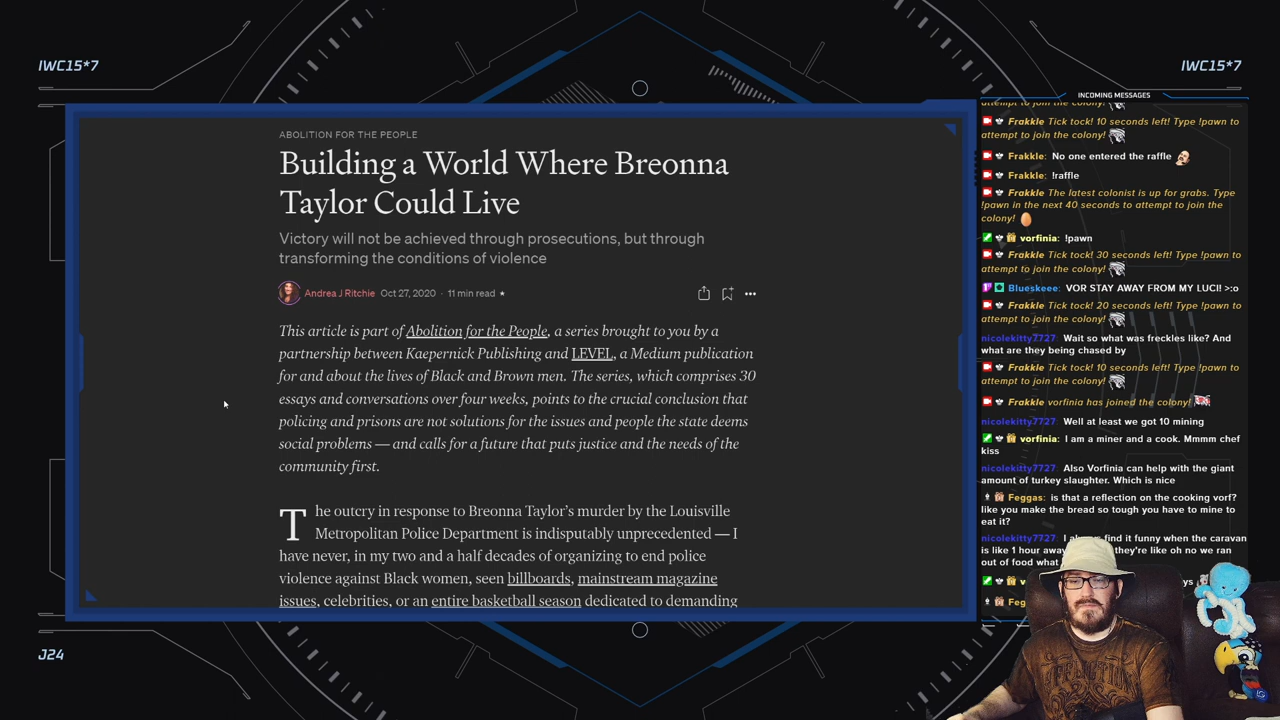 IWC15*7
IWC15*7
ABOLITION FOR THE PEOPLE
Building a World Where Breonna
Taylor Could Live
Victory will not be achieved through prosecutions, but through
transforming the conditions of violence
Andrea J Ritchie Oct 27, 2020 · 11 min read ★
This article is part of Abolition for the People, a series brought to you by a
partnership between Kaepernick Publishing and LEVEL, a Medium publication
for and about the lives of Black and Brown men. The series, which comprises 30
essays and conversations over four weeks, points to the crucial conclusion that
policing and prisons are not solutions for the issues and people the state deems
social problems — and calls for a future that puts justice and the needs of the
community first.
The outcry in response to Breonna Taylor's murder by the Louisville
Metropolitan Police Department is indisputably unprecedented — I
have never, in my two and a half decades of organizing to end police
violence against Black women, seen billboards, mainstream magazine
issues, celebrities, or an entire basketball season dedicated to demanding
INCOMING MESSAGES
attempt to join the colony!
Frakkle Tick tock! 10 seconds left! Type !pawn to
attempt to join the colony!
Frakkle: No one entered the raffle
Frakkle: !raffle
Frakkle The latest colonist is up for grabs. Type
!pawn in the next 40 seconds to attempt to join the
colony!
vorfinia: !pawn
Frakkle Tick tock! 30 seconds left! Type !pawn to
attempt to join the colony!
Blueskeee: VOR STAY AWAY FROM MY LUCI! >:o
Frakkle Tick tock! 20 seconds left! Type !pawn to
attempt to join the colony!
nicolekitty7727: Wait so what was freckles like? And
what are they being chased by
Frakkle Tick tock! 10 seconds left! Type !pawn to
attempt to join the colony!
Frakkle vorfinia has joined the colony!
nicolekitty7727: Well at least we got 10 mining
vorfinia: I am a miner and a cook. Mmmm chef
kiss
nicolekitty7727: Also Vorfinia can help with the giant
amount of turkey slaughter. Which is nice
Feggas: is that a reflection on the cooking vorf?
like you make the bread so tough you have to mine to
eat it?
nicolekitty7727: I find it funny when the caravan
is like 1 hour away they're like oh no we ran
out of food what
J24